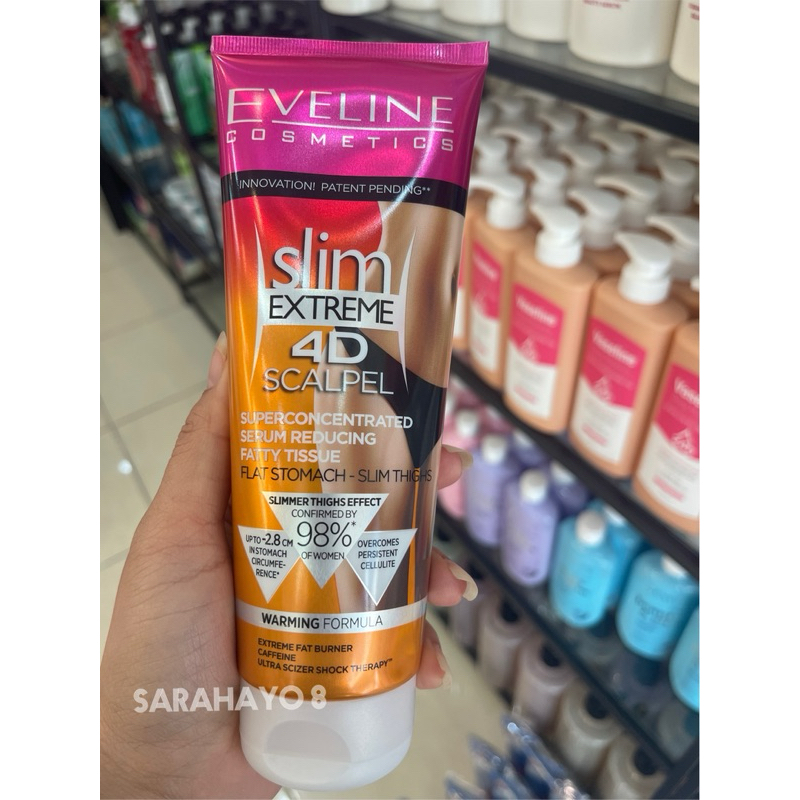 EVELINE
COSMETICS
INNOVATION! PATENT PENDING**
slim
EXTREME
4D
SCALPEL
SUPERCONCENTRATED
SERUM REDUCING
FATTY TISSUE
FLAT STOMACH - SLIM THIGHS
SLIMMER THIGHS EFFECT
CONFIRMED BY
98%*
OF WOMEN
UP TO -2.8 CM
IN STOMACH
CIRCUMFE-
RENCE*
OVERCOMES
PERSISTENT
CELLULITE
WARMING FORMULA
EXTREME FAT BURNER
CAFFEINE
ULTRA SCIZER SHOCK THERAPY™
SARAHAYO 8